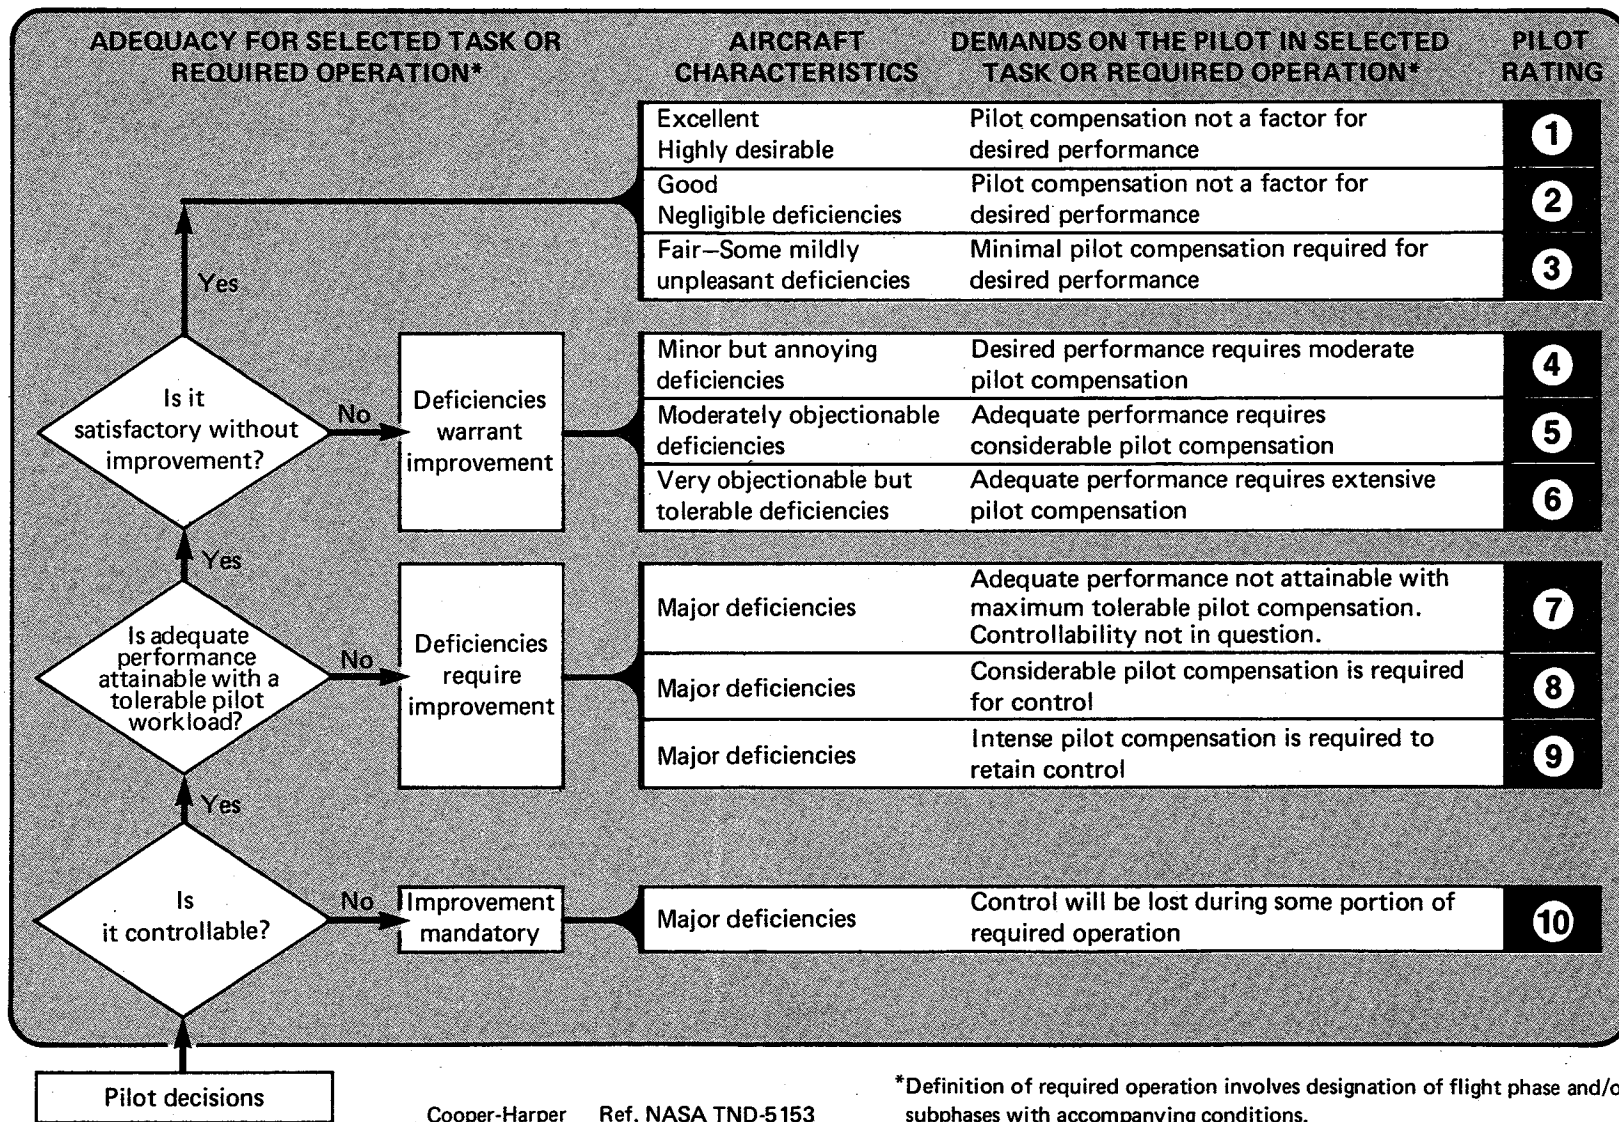 ADEQUACY FOR SELECTED TASK OR
REQUIRED OPERATION*
AIRCRAFT
CHARACTERISTICS
DEMANDS ON THE PILOT IN SELECTED
TASK OR REQUIRED OPERATION*
PILOT
RATING
Excellent
Highly desirable
Pilot compensation not a factor for
desired performance
1
Good
Negligible deficiencies
Pilot compensation not a factor for
desired performance
2
Fair—Some mildly
unpleasant deficiencies
Minimal pilot compensation required for
desired performance
3
Yes
Is it
satisfactory without
improvement?
No
Deficiencies
warrant
improvement
Minor but annoying
deficiencies
Desired performance requires moderate
pilot compensation
4
Moderately objectionable
deficiencies
Adequate performance requires
considerable pilot compensation
5
Very objectionable but
tolerable deficiencies
Adequate performance requires extensive
pilot compensation
6
Yes
Is adequate
performance
attainable with a
tolerable pilot
workload?
No
Deficiencies
require
improvement
Major deficiencies
Adequate performance not attainable with
maximum tolerable pilot compensation.
Controllability not in question.
7
Major deficiencies
Considerable pilot compensation is required
for control
8
Major deficiencies
Intense pilot compensation is required to
retain control
9
Yes
Is
it controllable?
No
Improvement
mandatory
Major deficiencies
Control will be lost during some portion of
required operation
10
Pilot decisions
Cooper-Harper Ref. NASA TND-5153
*Definition of required operation involves designation of flight phase and/o
subphases with accompanying conditions.